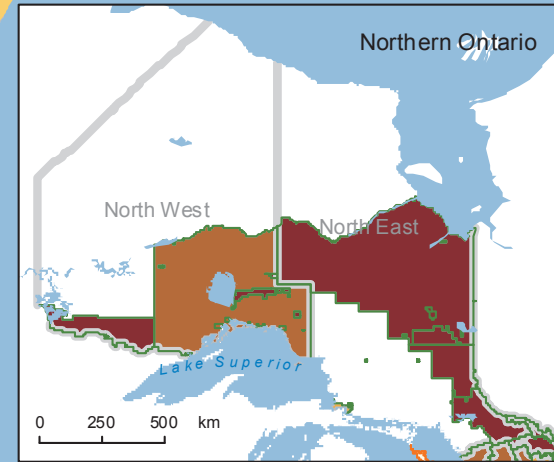 Northern Ontario
North West
North East
Lake Superior
0 250 500 km